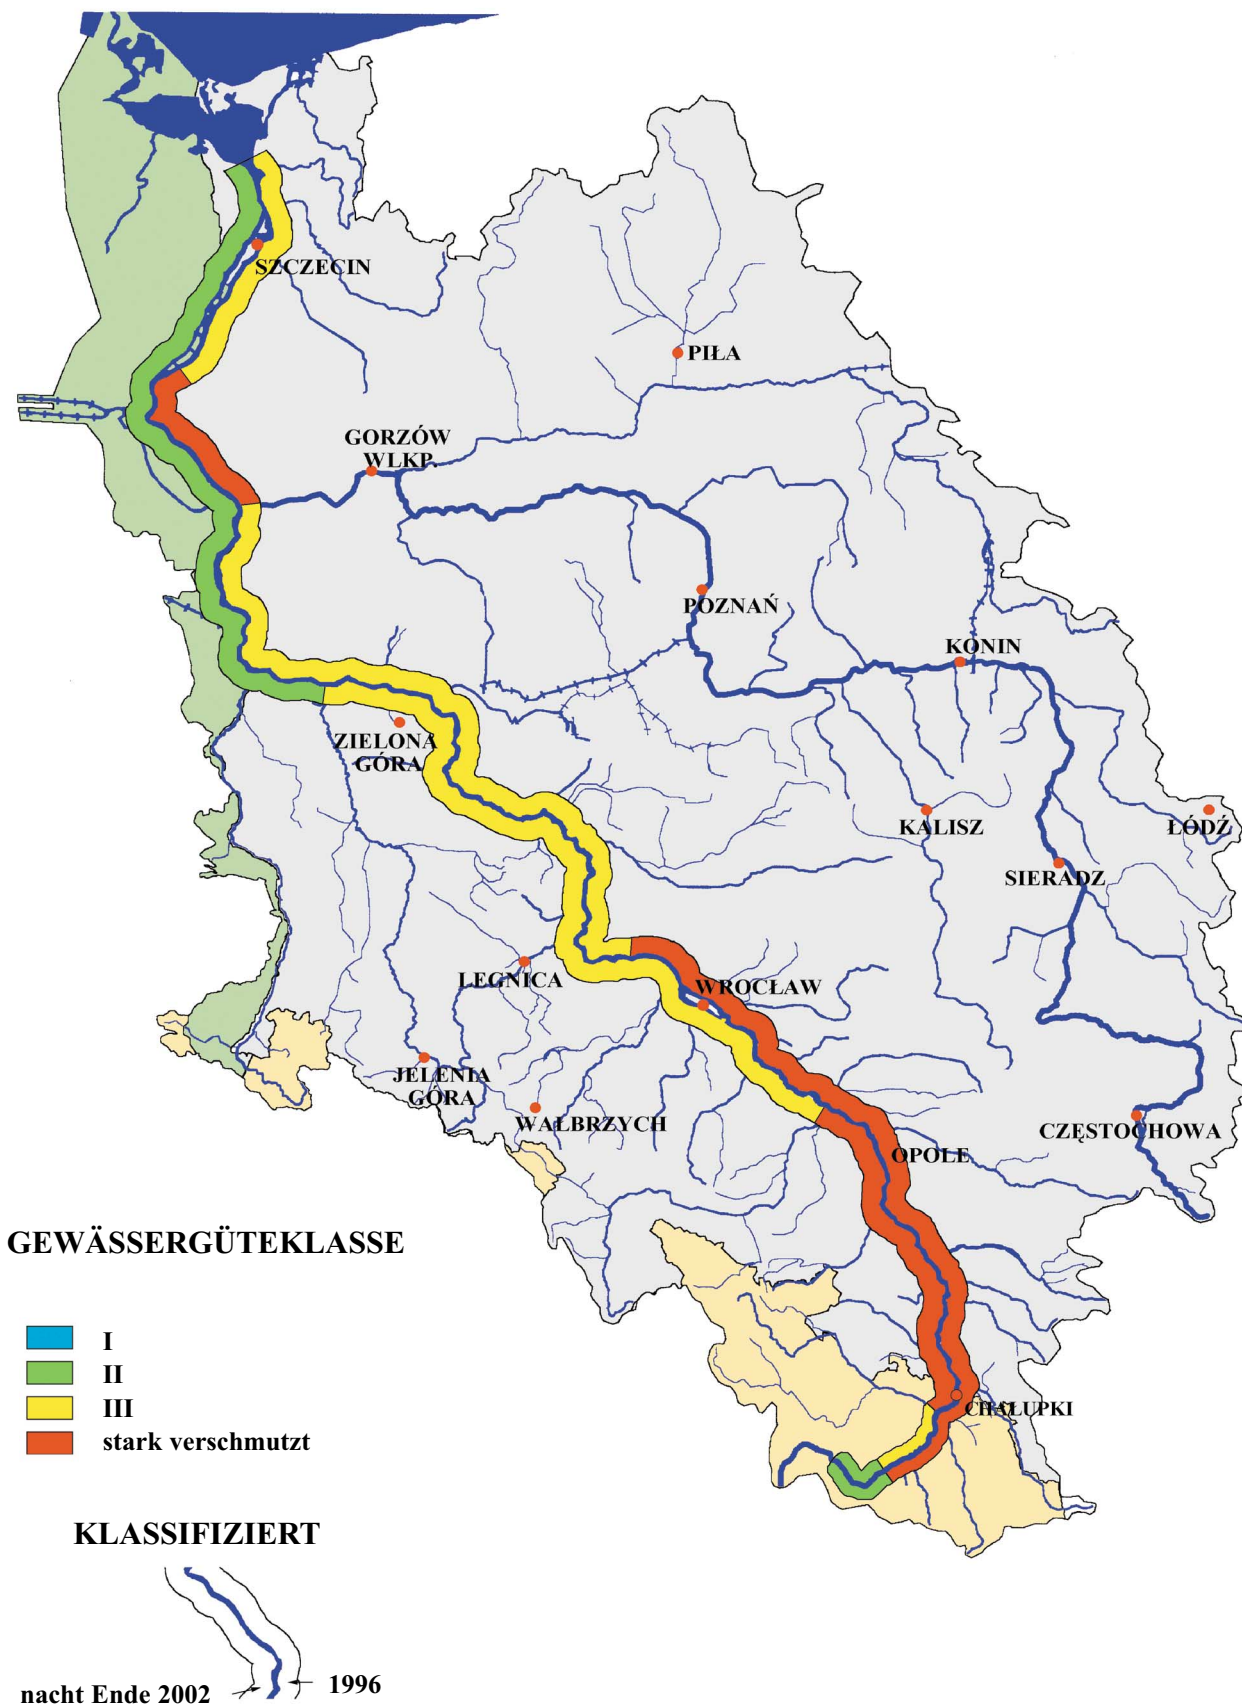 SZCZECIN
PIŁA
GORZÓW
WLKP.
POZNAŃ
KONIN
ZIELONA
GÓRA
KALISZ
ŁÓDŹ
SIERADZ
LEGNICA
WROCŁAW
JELENIA
GÓRA
WAŁBRZYCH
CZĘSTOCHOWA
OPOLE
GEWÄSSERGÜTEKLASSE
I
II
III
stark verschmutzt
CHAŁUPKI
KLASSIFIZIERT
nacht Ende 2002
1996